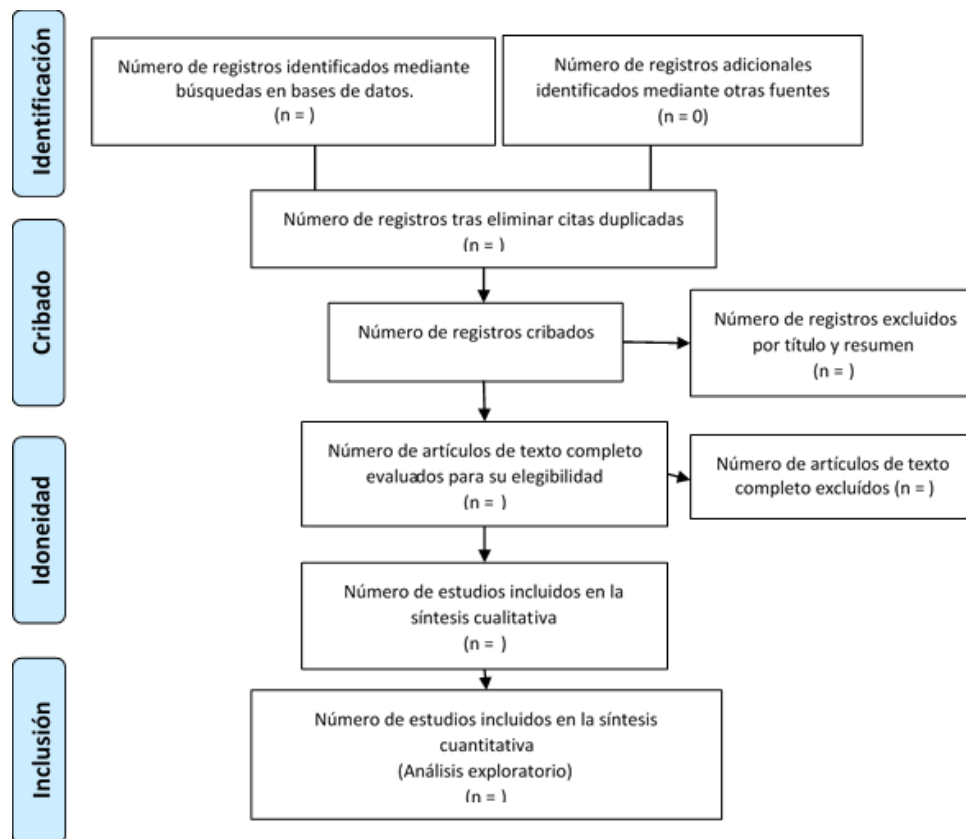 Identificación
Número de registros identificados mediante
búsquedas en bases de datos.
(n = )
Número de registros adicionales
identificados mediante otras fuentes
(n = 0)
Número de registros tras eliminar citas duplicadas
(n = )
Cribado
Número de registros cribados
Número de registros excluidos
por título y resumen
(n = )
Idoneidad
Número de artículos de texto completo
evaluados para su elegibilidad
(n = )
Número de artículos de texto
completo excluídos (n = )
Número de estudios incluidos en la
síntesis cualitativa
(n = )
Inclusión
Número de estudios incluidos en la síntesis
cuantitativa
(Análisis exploratorio)
(n = )